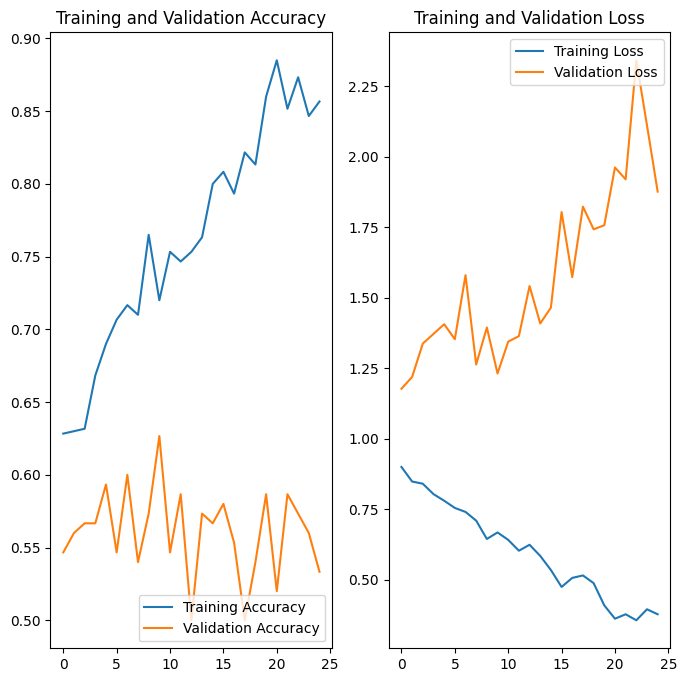 Training and Validation Accuracy
0.90
0.85
0.80
0.75
0.70
0.65
0.60
0.55
0.50
Training Accuracy
Validation Accuracy
0 5 10 15 20 25
Training and Validation Loss
Training Loss
Validation Loss
2.25
2.00
1.75
1.50
1.25
1.00
0.75
0.50
0 5 10 15 20 25